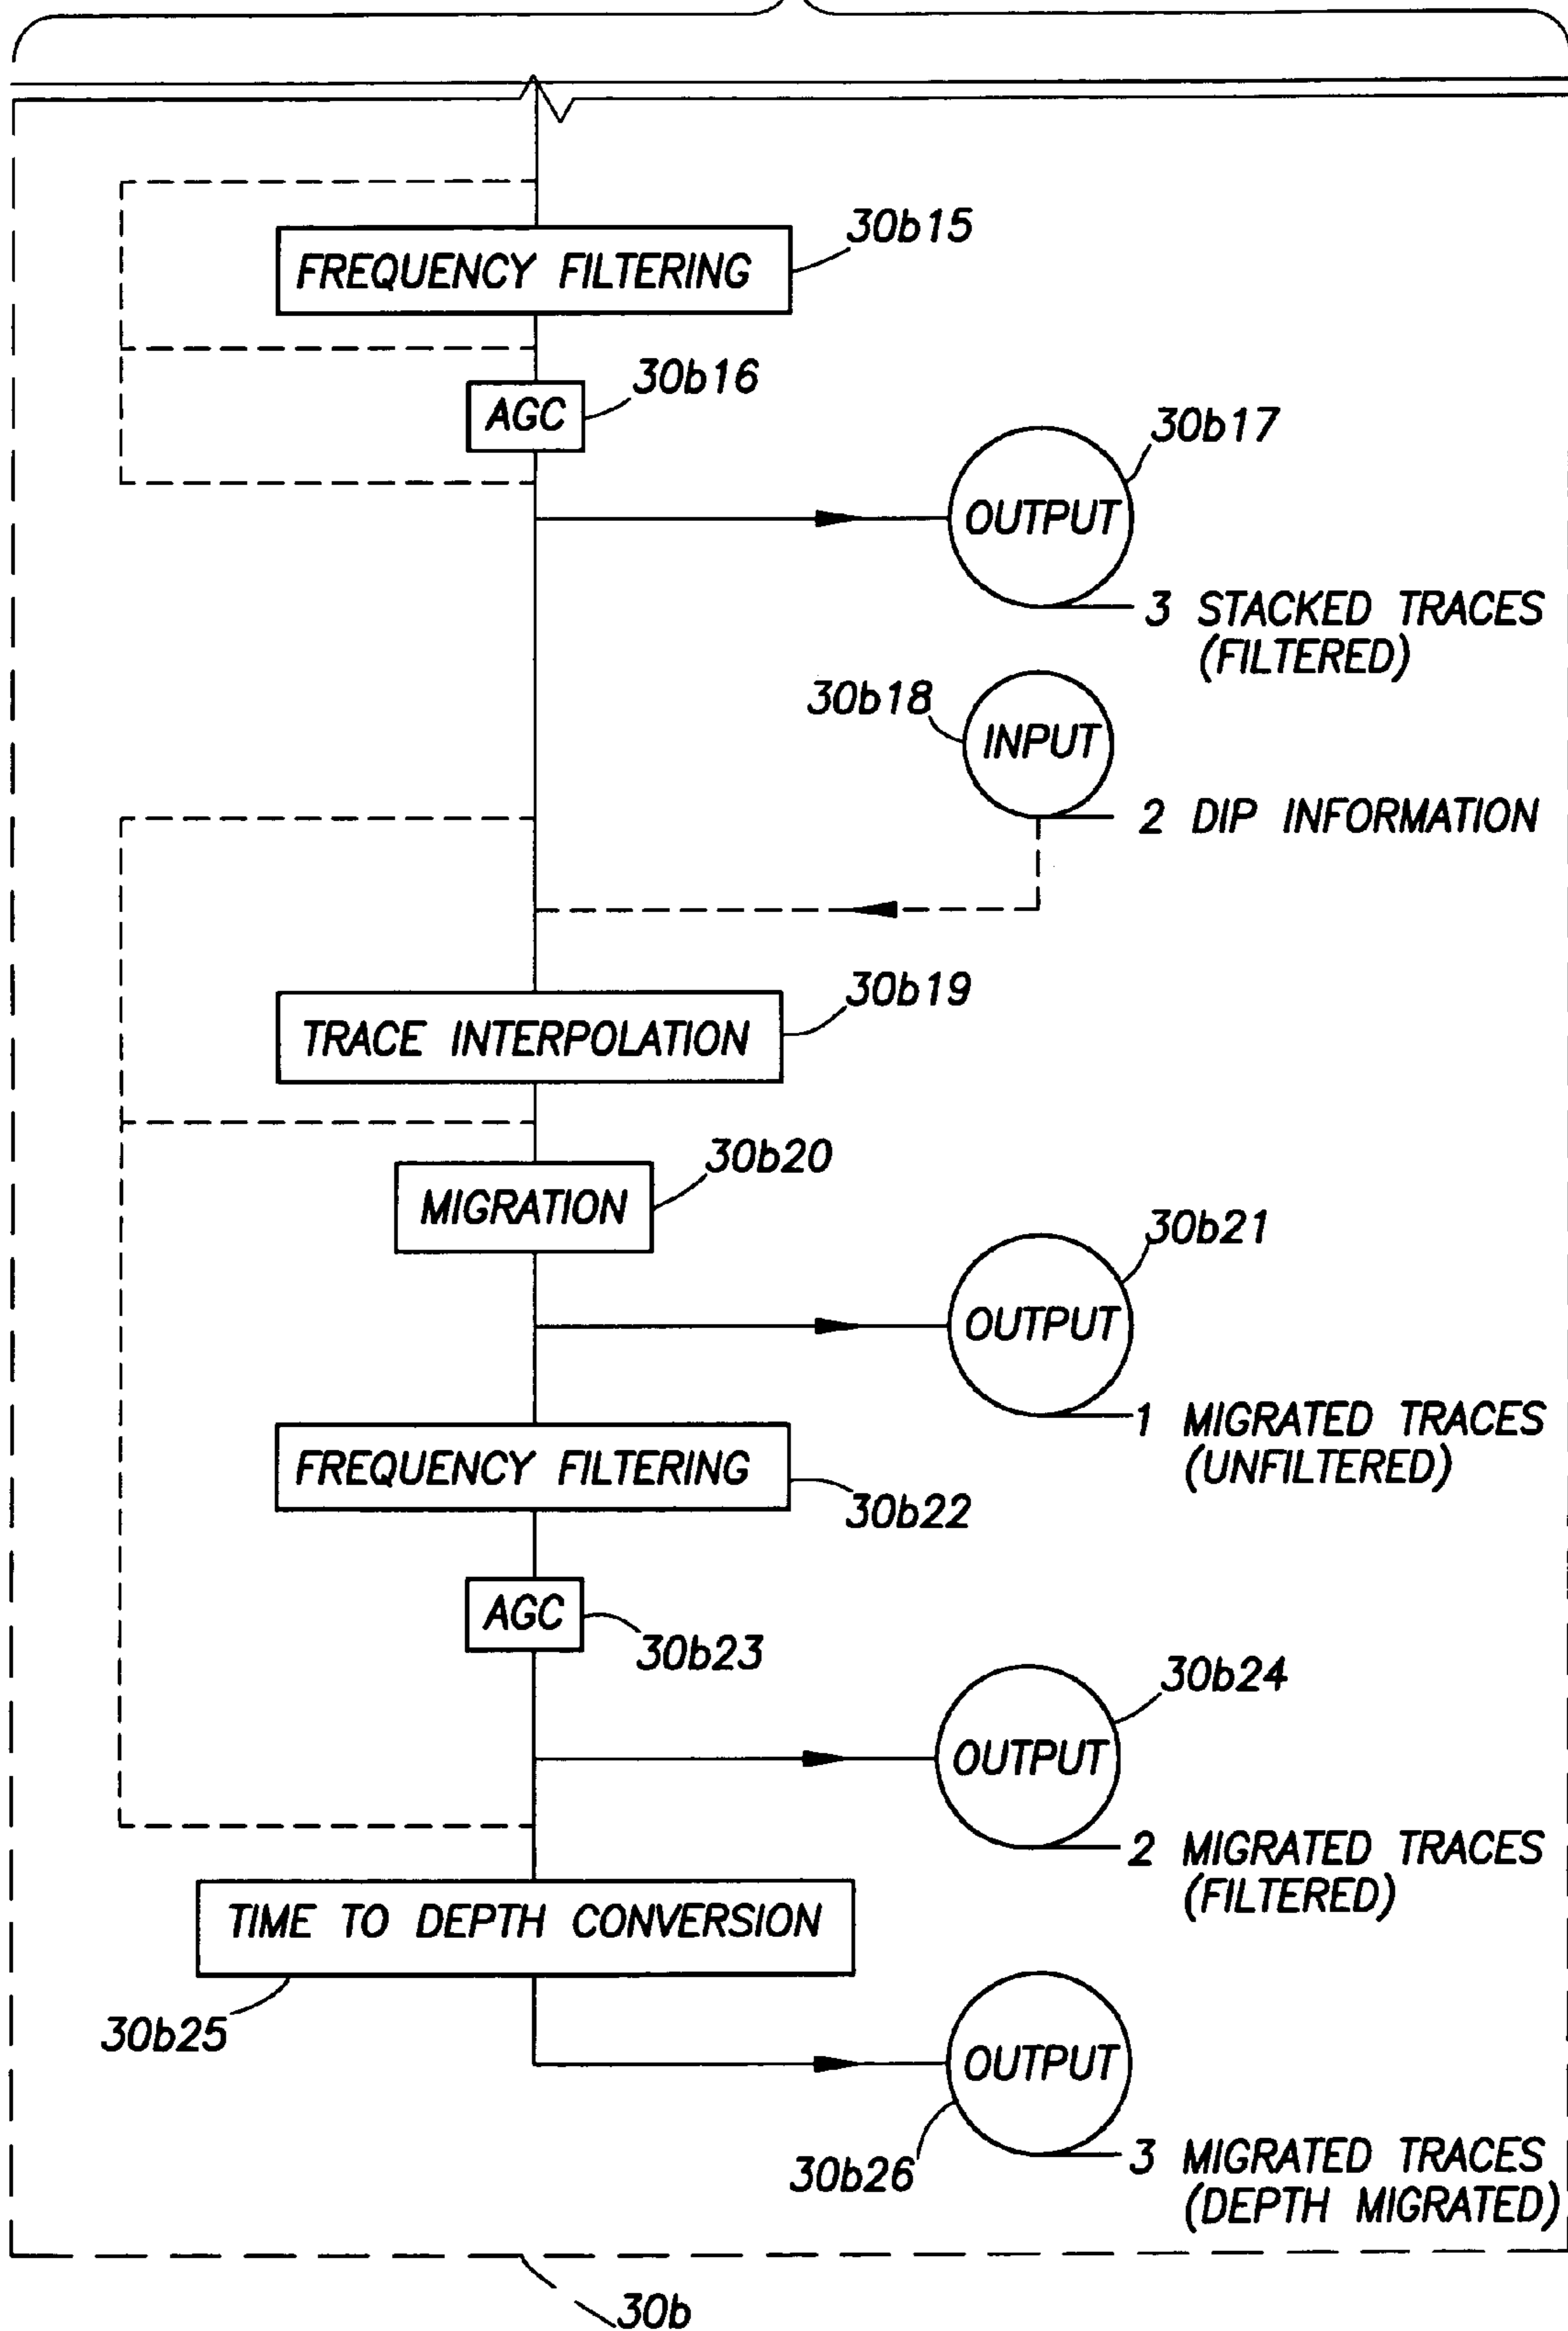 30b15
FREQUENCY FILTERING
30b16
AGC
30b17
OUTPUT
3 STACKED TRACES
(FILTERED)
30b18
INPUT
2 DIP INFORMATION
30b19
TRACE INTERPOLATION
30b20
MIGRATION
30b21
OUTPUT
1 MIGRATED TRACES
(UNFILTERED)
FREQUENCY FILTERING
30b22
AGC
30b23
30b24
OUTPUT
2 MIGRATED TRACES
(FILTERED)
TIME TO DEPTH CONVERSION
30b25
OUTPUT
30b26
3 MIGRATED TRACES
(DEPTH MIGRATED)
30b